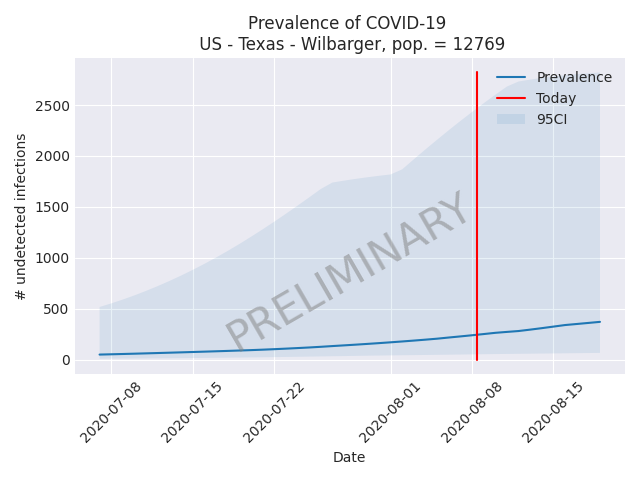 Prevalence of COVID-19
US - Texas - Wilbarger, pop. = 12769
Prevalence
Today
95CI
2500
2000
1500
1000
500
0
# undetected infections
PRELIMINARY
2020-07-08
2020-07-15
2020-07-22
2020-08-01
2020-08-08
2020-08-15
Date